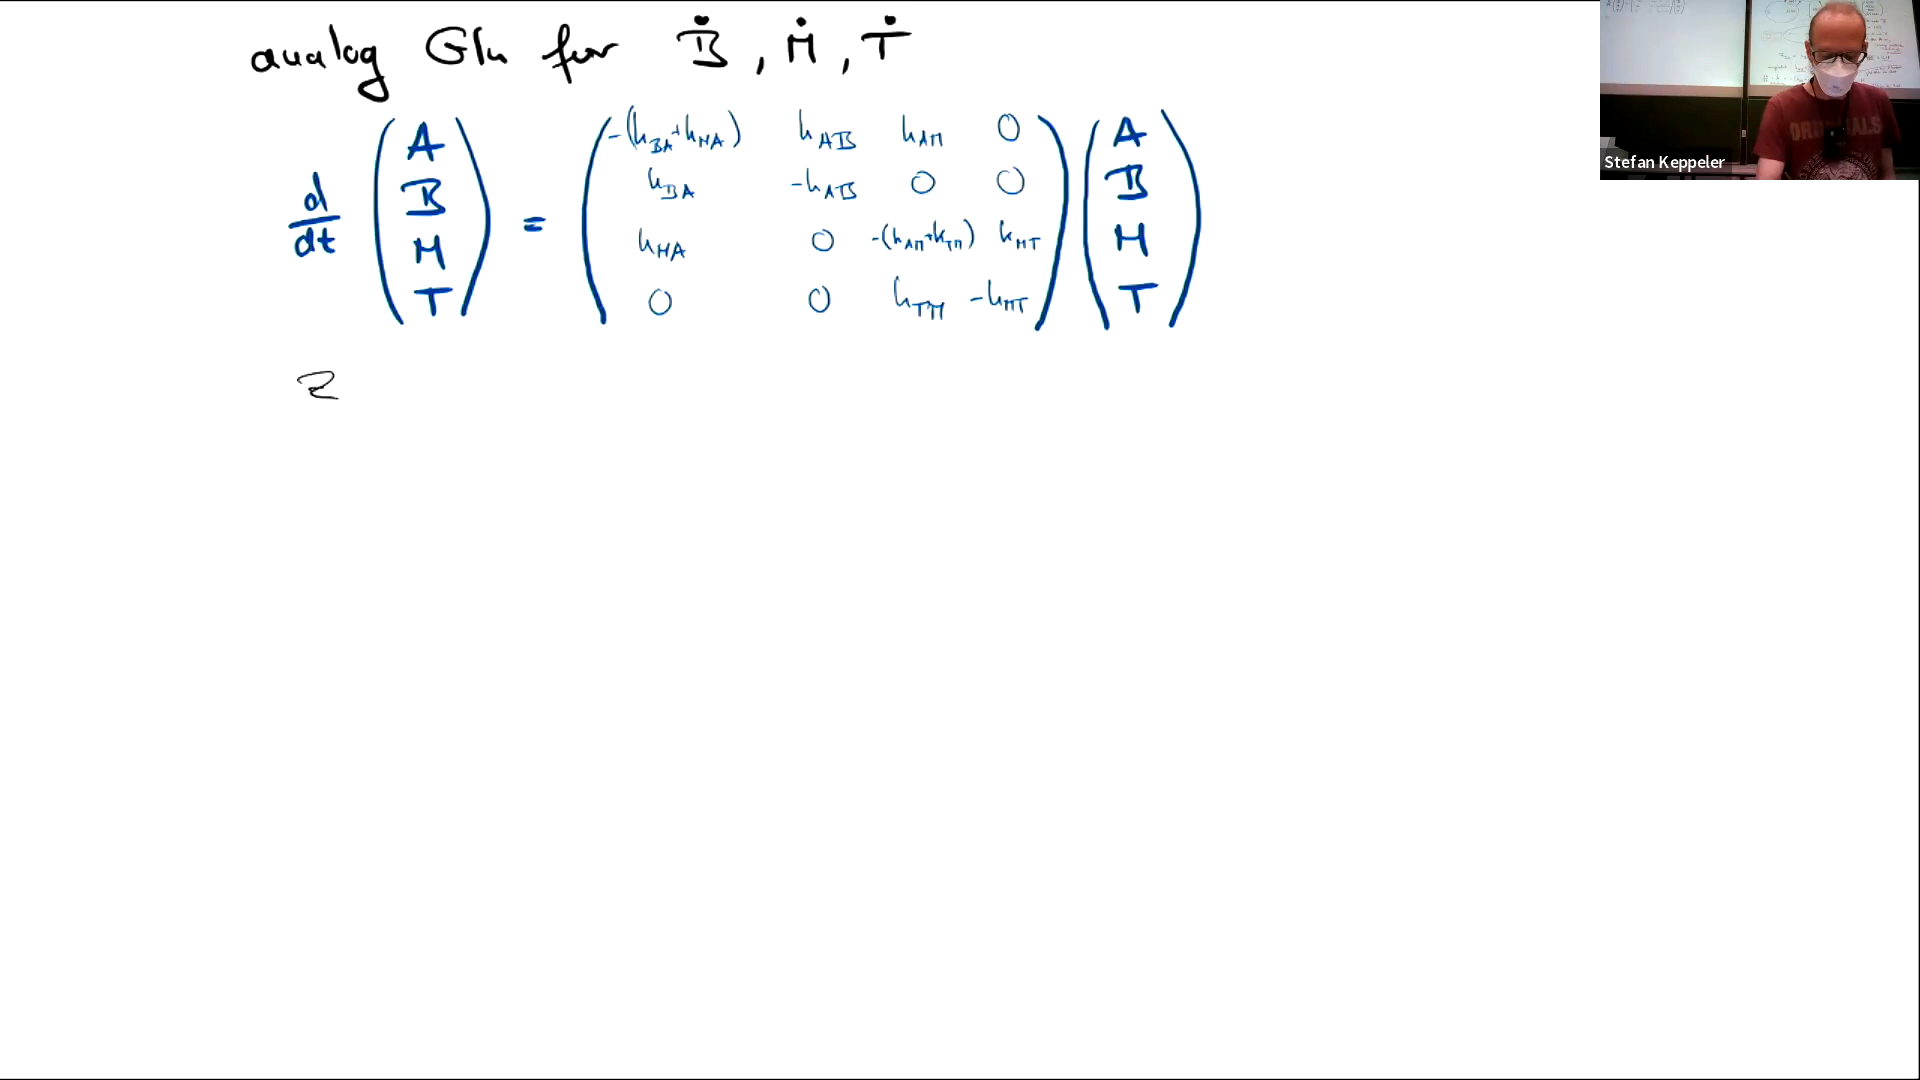 analog Gln für Ḃ, Ṁ, Ṫ
d/dt (A B M T) = (-(k_BA+k_MA) k_AB k_AM 0
k_BA -k_AB 0 0
k_MA 0 -(k_AM+k_TM) k_MT
0 0 k_TM -k_MT) (A B M T)
Stefan Keppeler